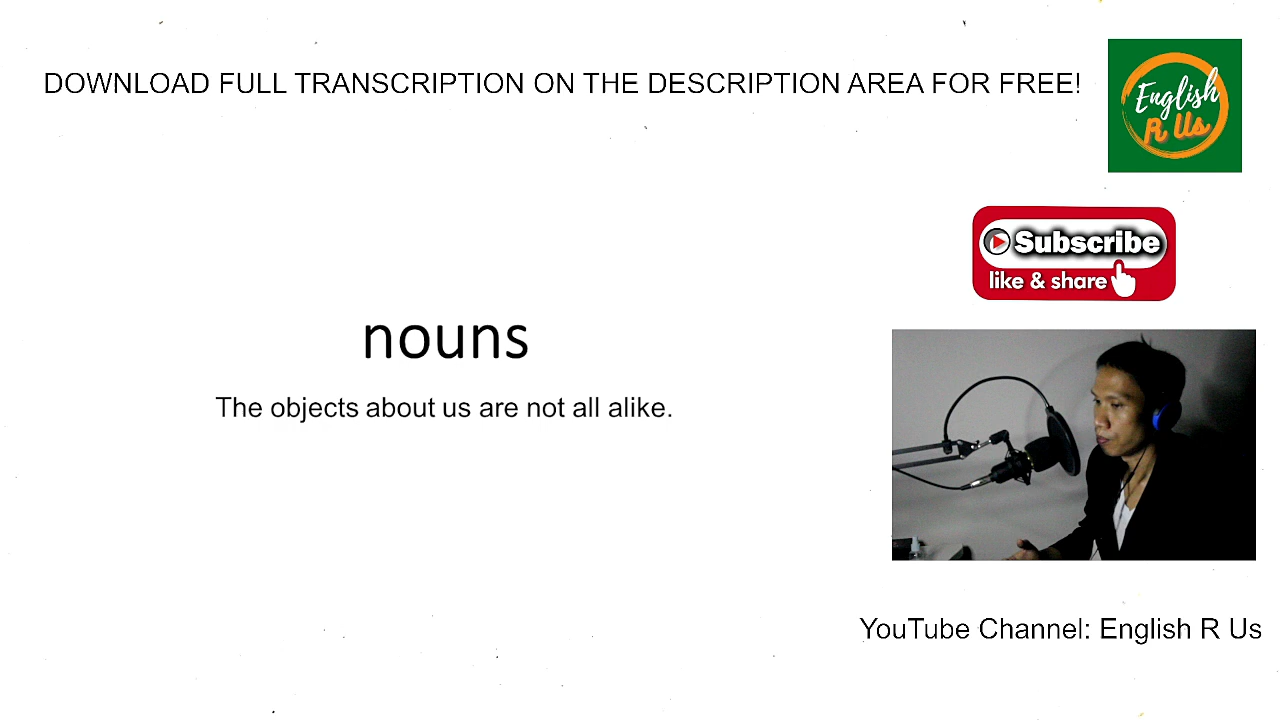 DOWNLOAD FULL TRANSCRIPTION ON THE DESCRIPTION AREA FOR FREE!
English
R Us
Subscribe
like & share
nouns
The objects about us are not all alike.
YouTube Channel: English R Us